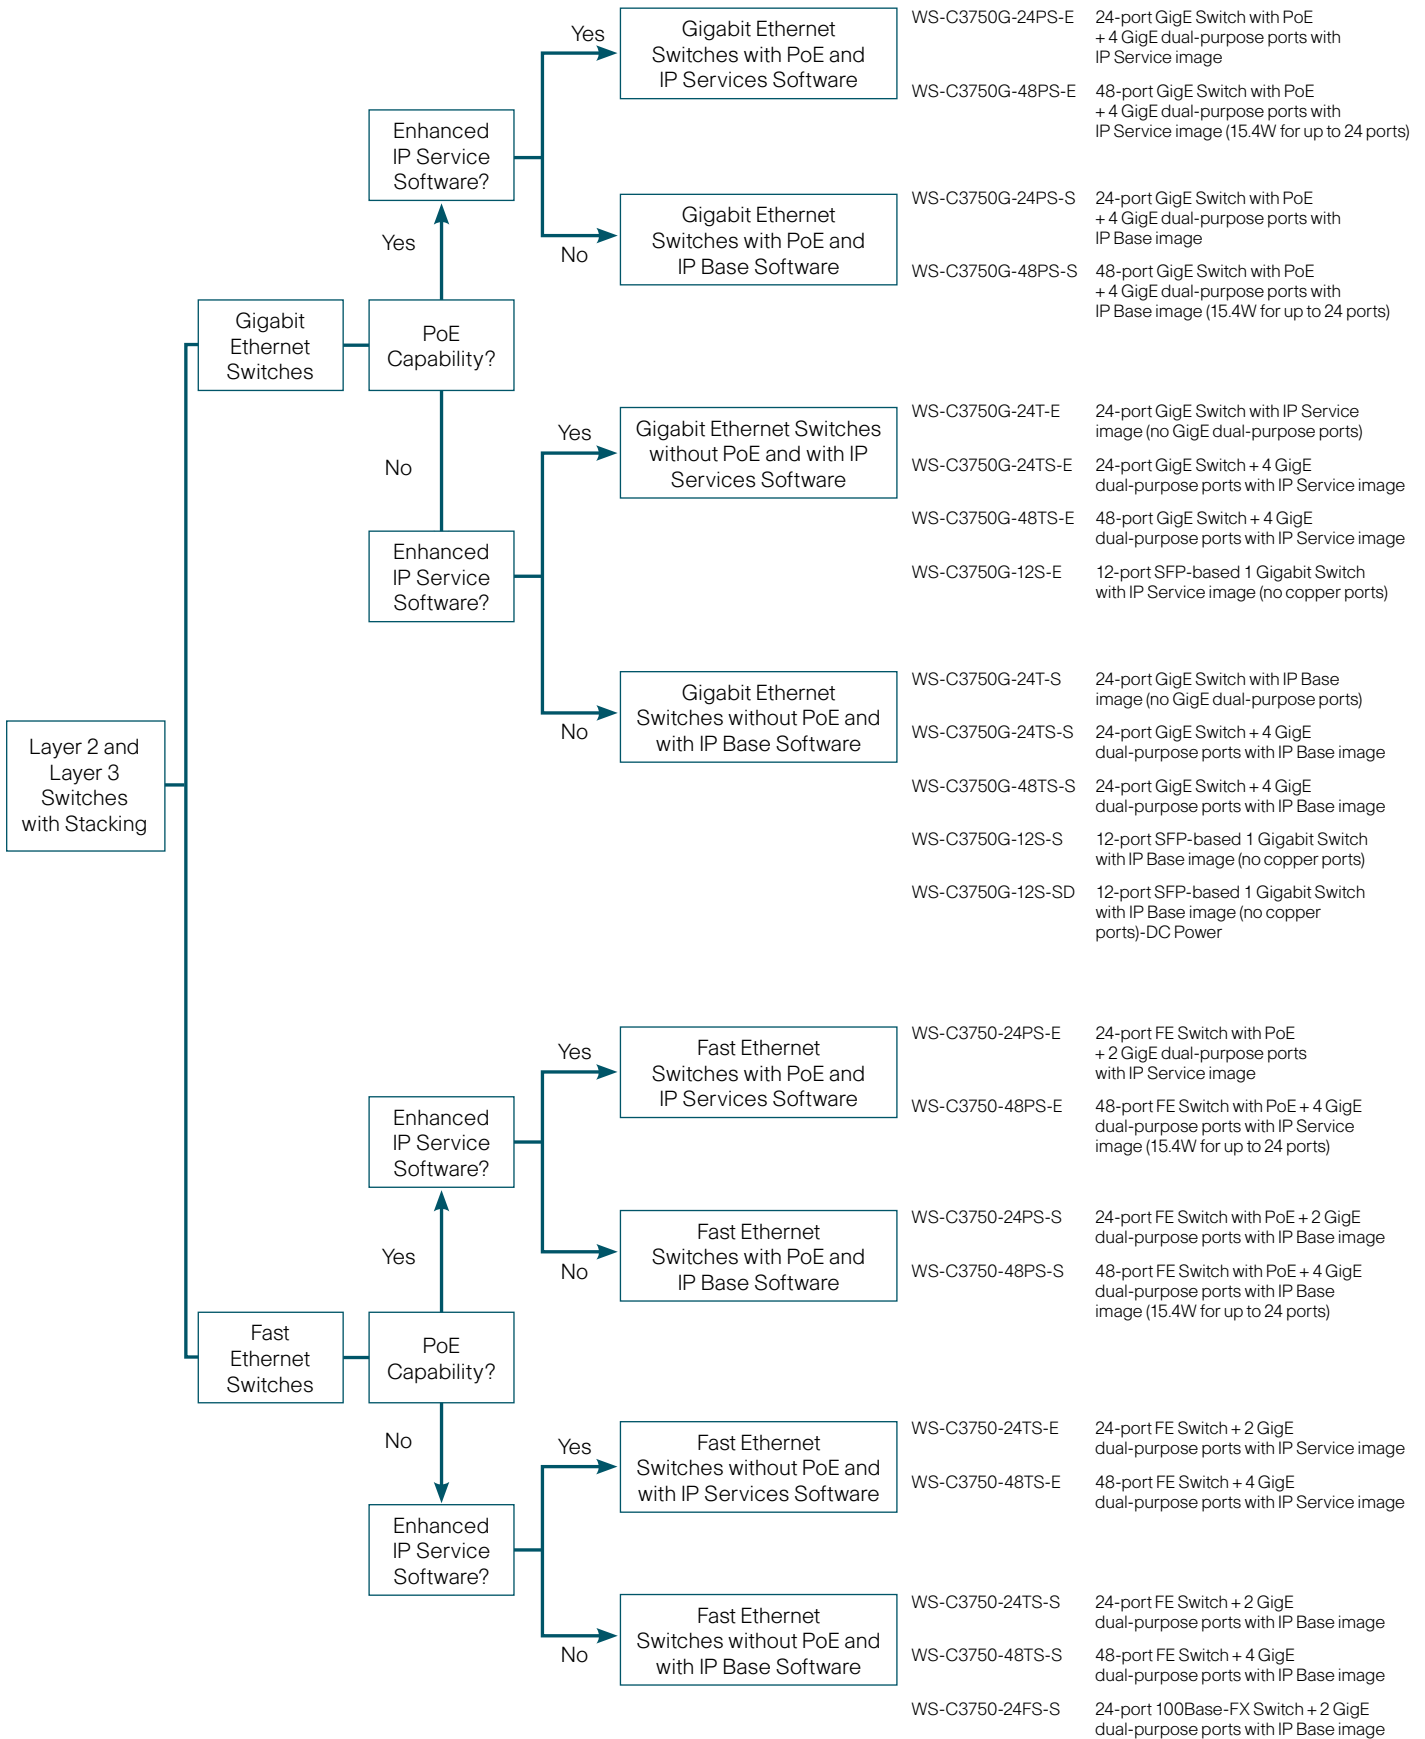 Layer 2 and
Layer 3
Switches
with Stacking
Gigabit
Ethernet
Switches
PoE
Capability?
Yes
Enhanced
IP Service
Software?
Yes
Gigabit Ethernet
Switches with PoE and
IP Services Software
WS-C3750G-24PS-E
24-port GigE Switch with PoE
+ 4 GigE dual-purpose ports with
IP Service image
WS-C3750G-48PS-E
48-port GigE Switch with PoE
+ 4 GigE dual-purpose ports with
IP Service image (15.4W for up to 24 ports)
No
Gigabit Ethernet
Switches with PoE and
IP Base Software
WS-C3750G-24PS-S
24-port GigE Switch with PoE
+ 4 GigE dual-purpose ports with
IP Base image
WS-C3750G-48PS-S
48-port GigE Switch with PoE
+ 4 GigE dual-purpose ports with
IP Base image (15.4W for up to 24 ports)
No
Enhanced
IP Service
Software?
Yes
Gigabit Ethernet Switches
without PoE and with IP
Services Software
WS-C3750G-24T-E
24-port GigE Switch with IP Service
image (no GigE dual-purpose ports)
WS-C3750G-24TS-E
24-port GigE Switch + 4 GigE
dual-purpose ports with IP Service image
WS-C3750G-48TS-E
48-port GigE Switch + 4 GigE
dual-purpose ports with IP Service image
WS-C3750G-12S-E
12-port SFP-based 1 Gigabit Switch
with IP Service image (no copper ports)
No
Gigabit Ethernet
Switches without PoE and
with IP Base Software
WS-C3750G-24T-S
24-port GigE Switch with IP Base
image (no GigE dual-purpose ports)
WS-C3750G-24TS-S
24-port GigE Switch + 4 GigE
dual-purpose ports with IP Base image
WS-C3750G-48TS-S
24-port GigE Switch + 4 GigE
dual-purpose ports with IP Base image
WS-C3750G-12S-S
12-port SFP-based 1 Gigabit Switch
with IP Base image (no copper ports)
WS-C3750G-12S-SD
12-port SFP-based 1 Gigabit Switch
with IP Base image (no copper
ports)-DC Power
Fast
Ethernet
Switches
PoE
Capability?
Yes
Enhanced
IP Service
Software?
Yes
Fast Ethernet
Switches with PoE and
IP Services Software
WS-C3750-24PS-E
24-port FE Switch with PoE
+ 2 GigE dual-purpose ports
with IP Service image
WS-C3750-48PS-E
48-port FE Switch with PoE + 4 GigE
dual-purpose ports with IP Service
image (15.4W for up to 24 ports)
No
Fast Ethernet
Switches with PoE and
IP Base Software
WS-C3750-24PS-S
24-port FE Switch with PoE + 2 GigE
dual-purpose ports with IP Base image
WS-C3750-48PS-S
48-port FE Switch with PoE + 4 GigE
dual-purpose ports with IP Base
image (15.4W for up to 24 ports)
No
Enhanced
IP Service
Software?
Yes
Fast Ethernet
Switches without PoE and
with IP Services Software
WS-C3750-24TS-E
24-port FE Switch + 2 GigE
dual-purpose ports with IP Service image
WS-C3750-48TS-E
48-port FE Switch + 4 GigE
dual-purpose ports with IP Service image
No
Fast Ethernet
Switches without PoE and
with IP Base Software
WS-C3750-24TS-S
24-port FE Switch + 2 GigE
dual-purpose ports with IP Base image
WS-C3750-48TS-S
48-port FE Switch + 4 GigE
dual-purpose ports with IP Base image
WS-C3750-24FS-S
24-port 100Base-FX Switch + 2 GigE
dual-purpose ports with IP Base image